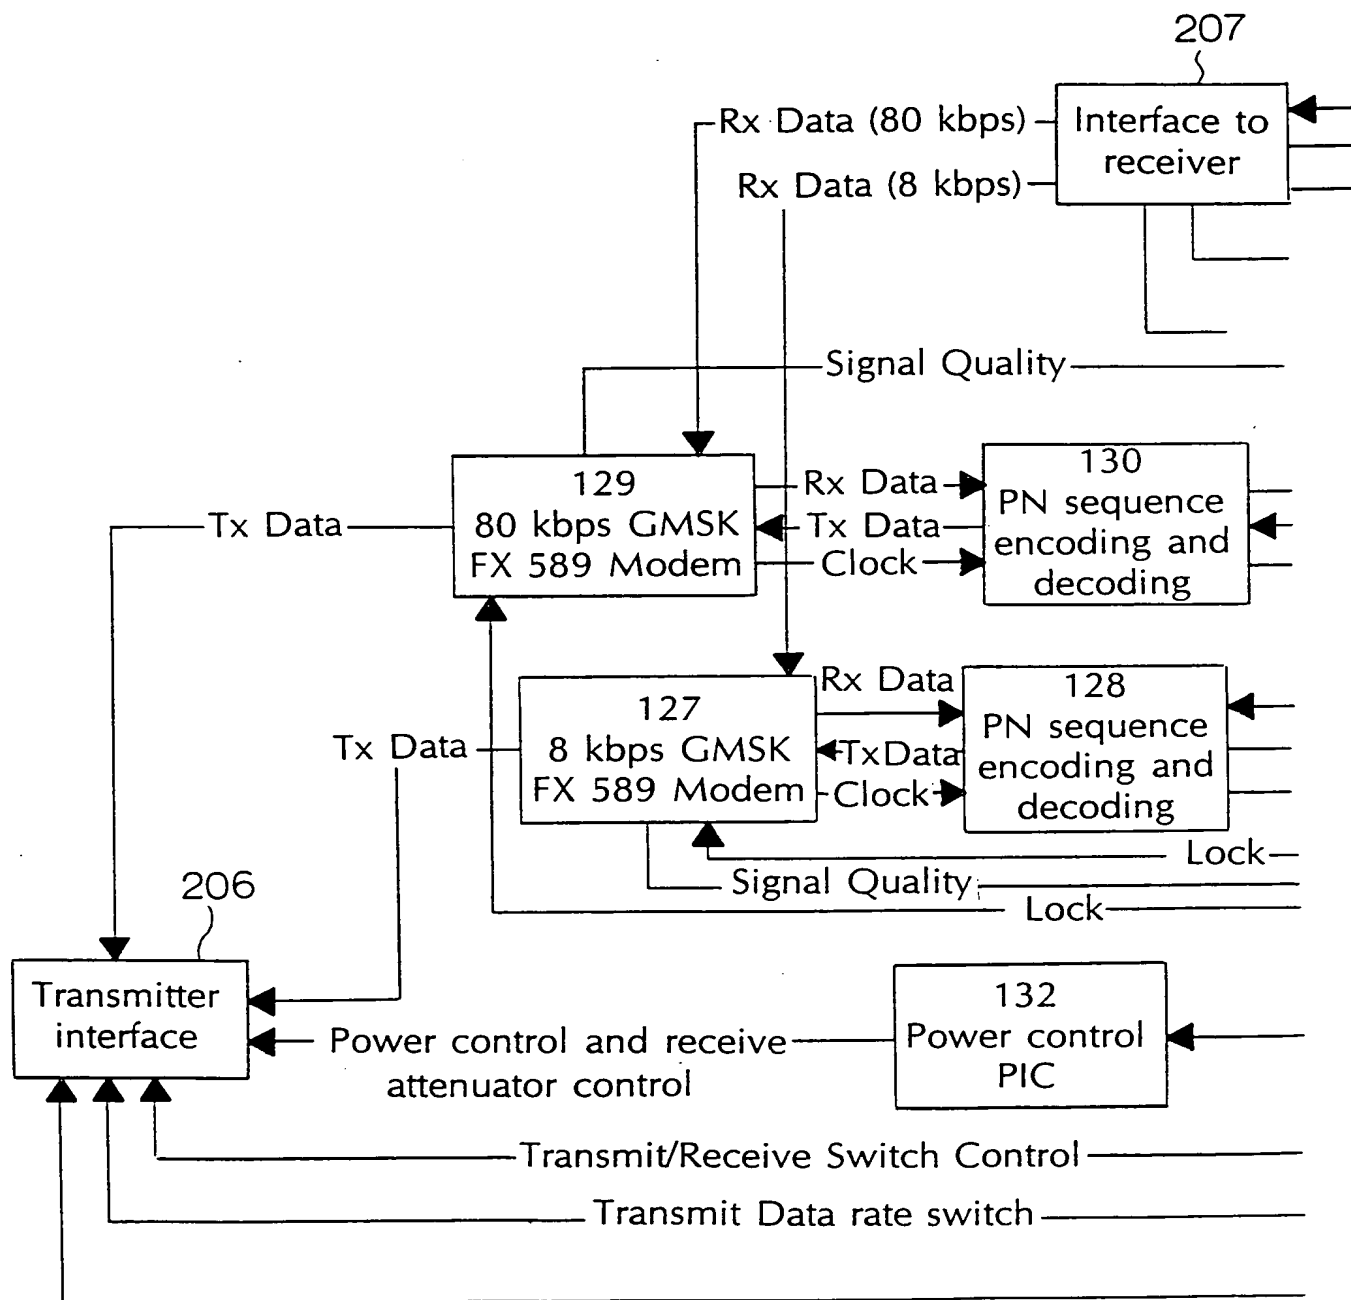 207
Rx Data (80 kbps)
Interface to
receiver
Rx Data (8 kbps)
Signal Quality
129
80 kbps GMSK
FX 589 Modem
Rx Data
Tx Data
Clock
130
PN sequence
encoding and
decoding
Tx Data
127
8 kbps GMSK
FX 589 Modem
Rx Data
TxData
Clock
128
PN sequence
encoding and
decoding
Tx Data
Lock
Signal Quality
Lock
206
Transmitter
interface
132
Power control
PIC
Power control and receive
attenuator control
Transmit/Receive Switch Control
Transmit Data rate switch